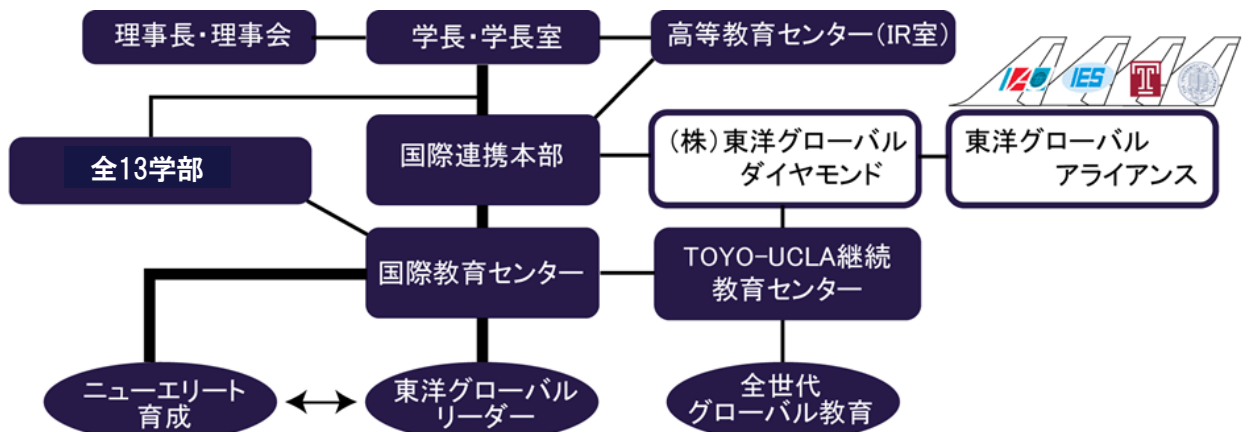 理事長・理事会
学長・学長室
高等教育センター(IR室)
IES
T
全13学部
国際連携本部
(株)東洋グローバル
ダイヤモンド
東洋グローバル
アライアンス
国際教育センター
TOYO-UCLA継続
教育センター
ニューエリート
育成
東洋グローバル
リーダー
全世代
グローバル教育